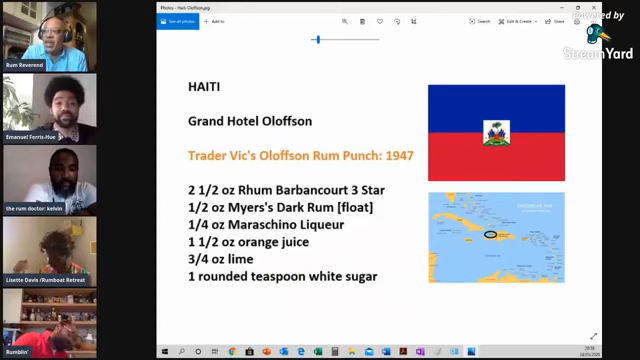 Photos - Haiti Oloffson.jpg
See all photos
Add to
Search
Edit & Create
Share
Powered by
StreamYard
Rum Reverend
Emanuel Ferris-Hue
the rum doctor: kelvin
Lisette Davis /Rumboat Retreat
Rumblin'
HAITI
Grand Hotel Oloffson
Trader Vic's Oloffson Rum Punch: 1947
2 1/2 oz Rhum Barbancourt 3 Star
1/2 oz Myers's Dark Rum [float]
1/4 oz Maraschino Liqueur
1 1/2 oz orange juice
3/4 oz lime
1 rounded teaspoon white sugar